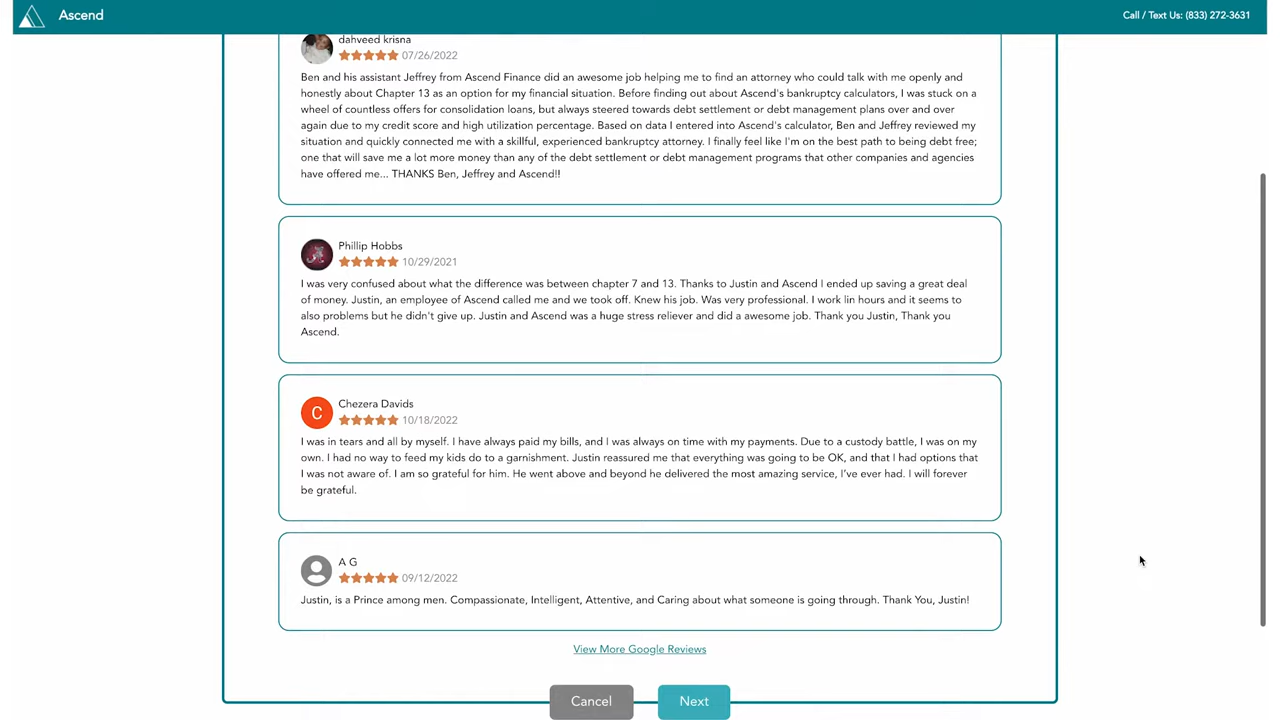 Ascend
Call / Text Us: (833) 272-3631
dahveed krisna
07/26/2022
Ben and his assistant Jeffrey from Ascend Finance did an awesome job helping me to find an attorney who could talk with me openly and
honestly about Chapter 13 as an option for my financial situation. Before finding out about Ascend's bankruptcy calculators, I was stuck on a
wheel of countless offers for consolidation loans, but always steered towards debt settlement or debt management plans over and over
again due to my credit score and high utilization percentage. Based on data I entered into Ascend's calculator, Ben and Jeffrey reviewed my
situation and quickly connected me with a skillful, experienced bankruptcy attorney. I finally feel like I'm on the best path to being debt free;
one that will save me a lot more money than any of the debt settlement or debt management programs that other companies and agencies
have offered me... THANKS Ben, Jeffrey and Ascend!!
Phillip Hobbs
10/29/2021
I was very confused about what the difference was between chapter 7 and 13. Thanks to Justin and Ascend I ended up saving a great deal
of money. Justin, an employee of Ascend called me and we took off. Knew his job. Was very professional. I work lin hours and it seems to
also problems but he didn't give up. Justin and Ascend was a huge stress reliever and did a awesome job. Thank you Justin, Thank you
Ascend.
C
Chezera Davids
10/18/2022
I was in tears and all by myself. I have always paid my bills, and I was always on time with my payments. Due to a custody battle, I was on my
own. I had no way to feed my kids do to a garnishment. Justin reassured me that everything was going to be OK, and that I had options that
I was not aware of. I am so grateful for him. He went above and beyond he delivered the most amazing service, I've ever had. I will forever
be grateful.
A G
09/12/2022
Justin, is a Prince among men. Compassionate, Intelligent, Attentive, and Caring about what someone is going through. Thank You, Justin!
View More Google Reviews
Cancel
Next